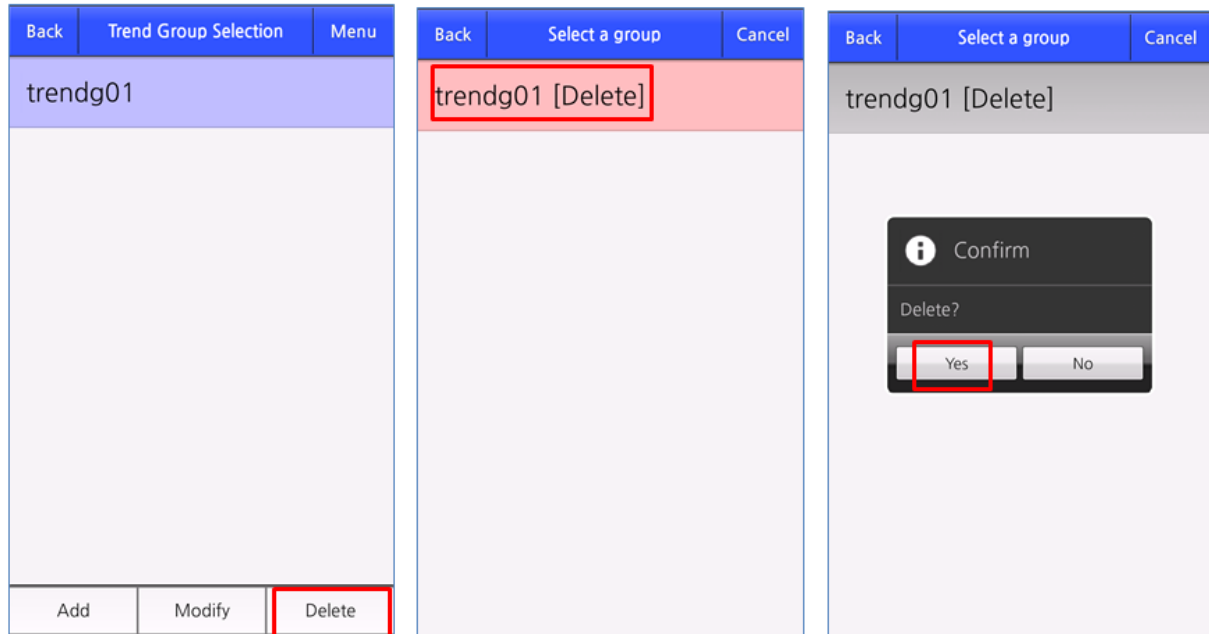 Back Trend Group Selection Menu
trendg01
Add Modify Delete
Back Select a group Cancel
trendg01 [Delete]
Back Select a group Cancel
trendg01 [Delete]
Confirm
Delete?
Yes No